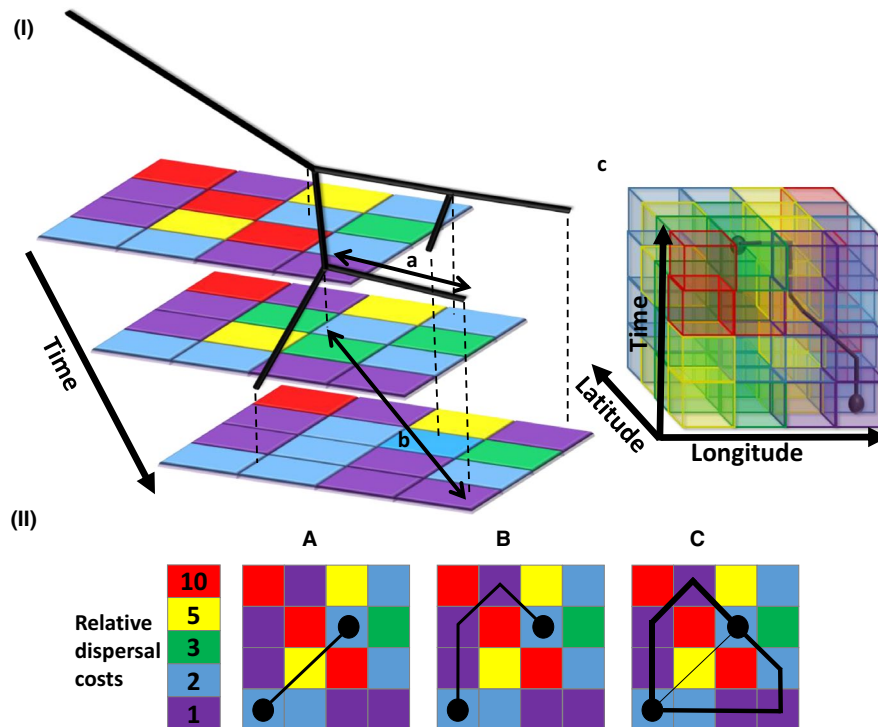 (I)
c
a
Time
Time
b
Latitude
Longitude
(II)
A
B
C
Relative
dispersal
costs
10
5
3
2
1